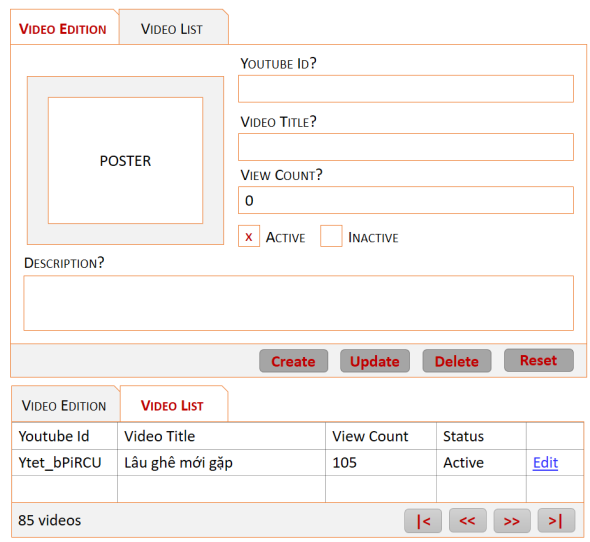 VIDEO EDITION VIDEO LIST
YOUTUBE ID?
VIDEO TITLE?
POSTER
VIEW COUNT?
0
x ACTIVE INACTIVE
DESCRIPTION?
Create Update Delete Reset
VIDEO EDITION VIDEO LIST
Youtube Id Video Title View Count Status
Ytet_bPiRCU Lâu ghê mới gặp 105 Active Edit
85 videos |< << >> >|